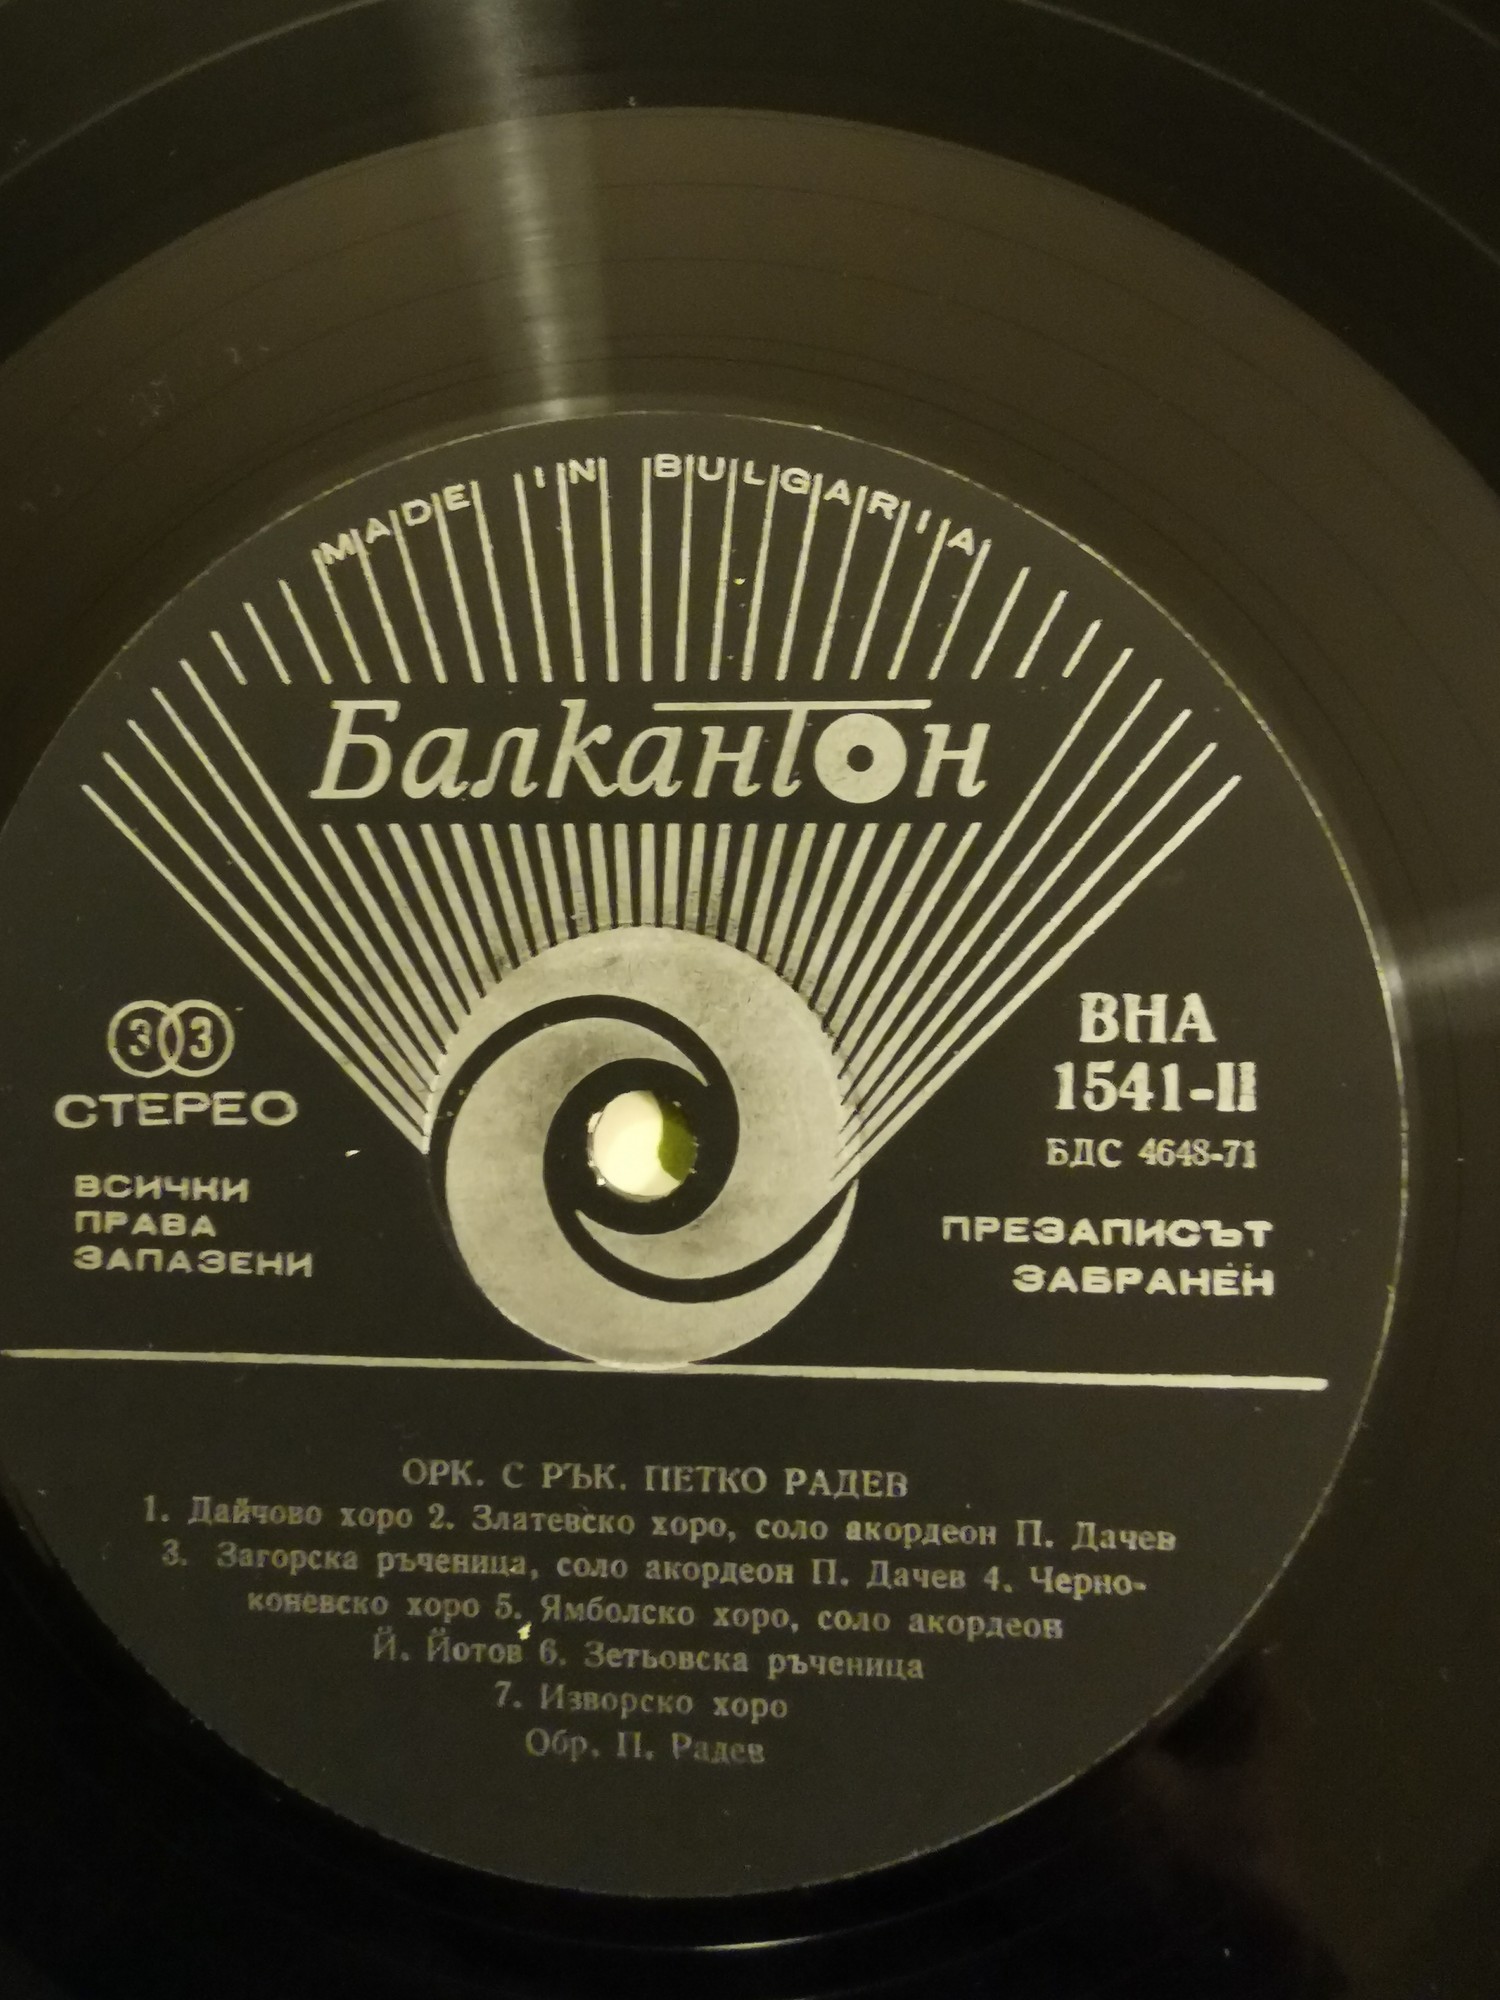 MADE IN BULGARIA
Балкантон
33
СТЕРЕО
ВСИЧКИ
ПРАВА
ЗАПАЗЕНИ
ВНА
1541-II
БДС 4648-71
ПРЕЗАПИСЪТ
ЗАБРАНЕН
ОРК. С РЪК. ПЕТКО РАДЕВ
1. Дайчово хоро 2. Златевско хоро, соло акордеон П. Дачев
3. Загорска ръченица, соло акордеон П. Дачев 4. Черно-
коневско хоро 5. Ямболско хоро, соло акордеон
Й. Йотов 6. Зетьовска ръченица
7. Изворско хоро
Обр. П. Радев